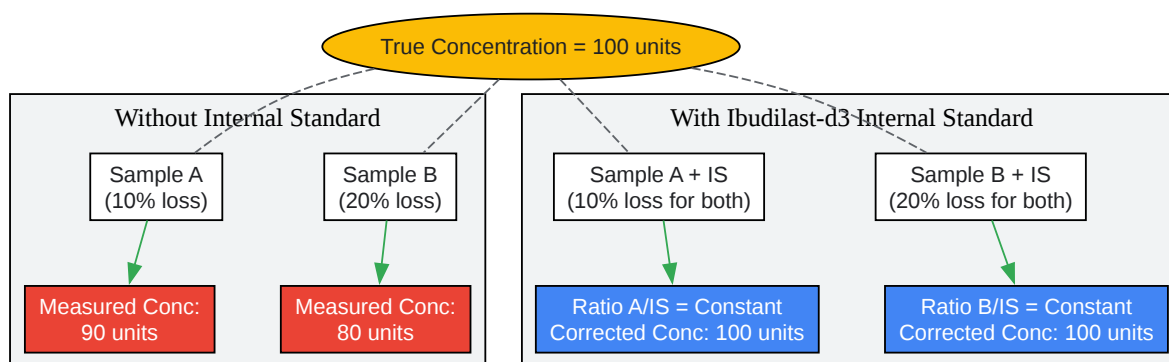 True Concentration = 100 units
Without Internal Standard
With Ibudilast-d3 Internal Standard
Sample A
(10% loss)
Sample B
(20% loss)
Sample A + IS
(10% loss for both)
Sample B + IS
(20% loss for both)
Measured Conc:
90 units
Measured Conc:
80 units
Ratio A/IS = Constant
Corrected Conc: 100 units
Ratio B/IS = Constant
Corrected Conc: 100 units